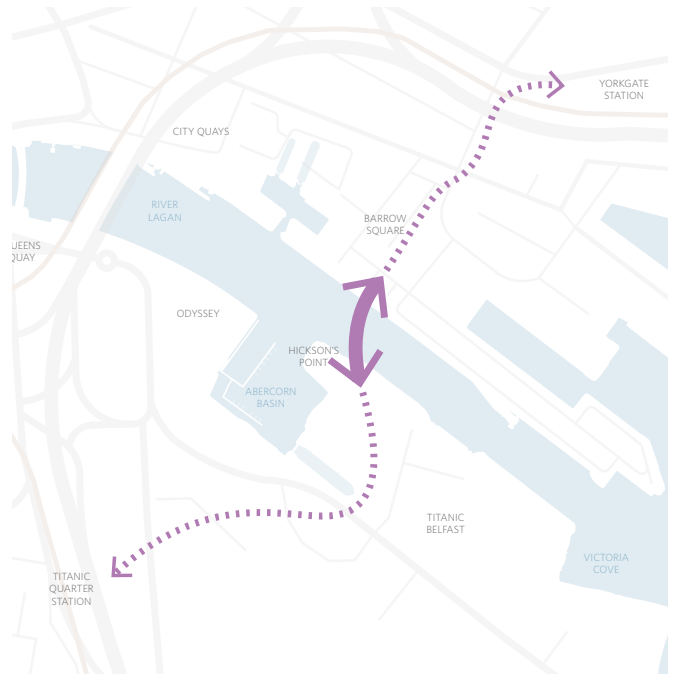 YORKGATE
STATION
CITY QUAYS
RIVER
LAGAN
BARROW
SQUARE
UEENS
QUAY
ODYSSEY
HICKSON'S
POINT
ABERCORN
BASIN
TITANIC
BELFAST
VICTORIA
COVE
TITANIC
QUARTER
STATION